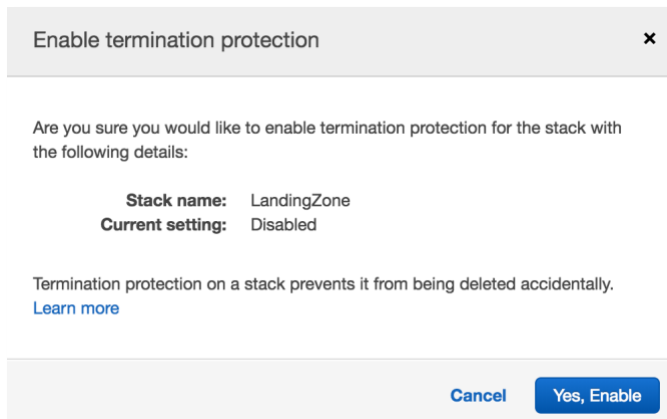 Enable termination protection ×
Are you sure you would like to enable termination protection for the stack with
the following details:
Stack name: LandingZone
Current setting: Disabled
Termination protection on a stack prevents it from being deleted accidentally.
Learn more
Cancel Yes, Enable